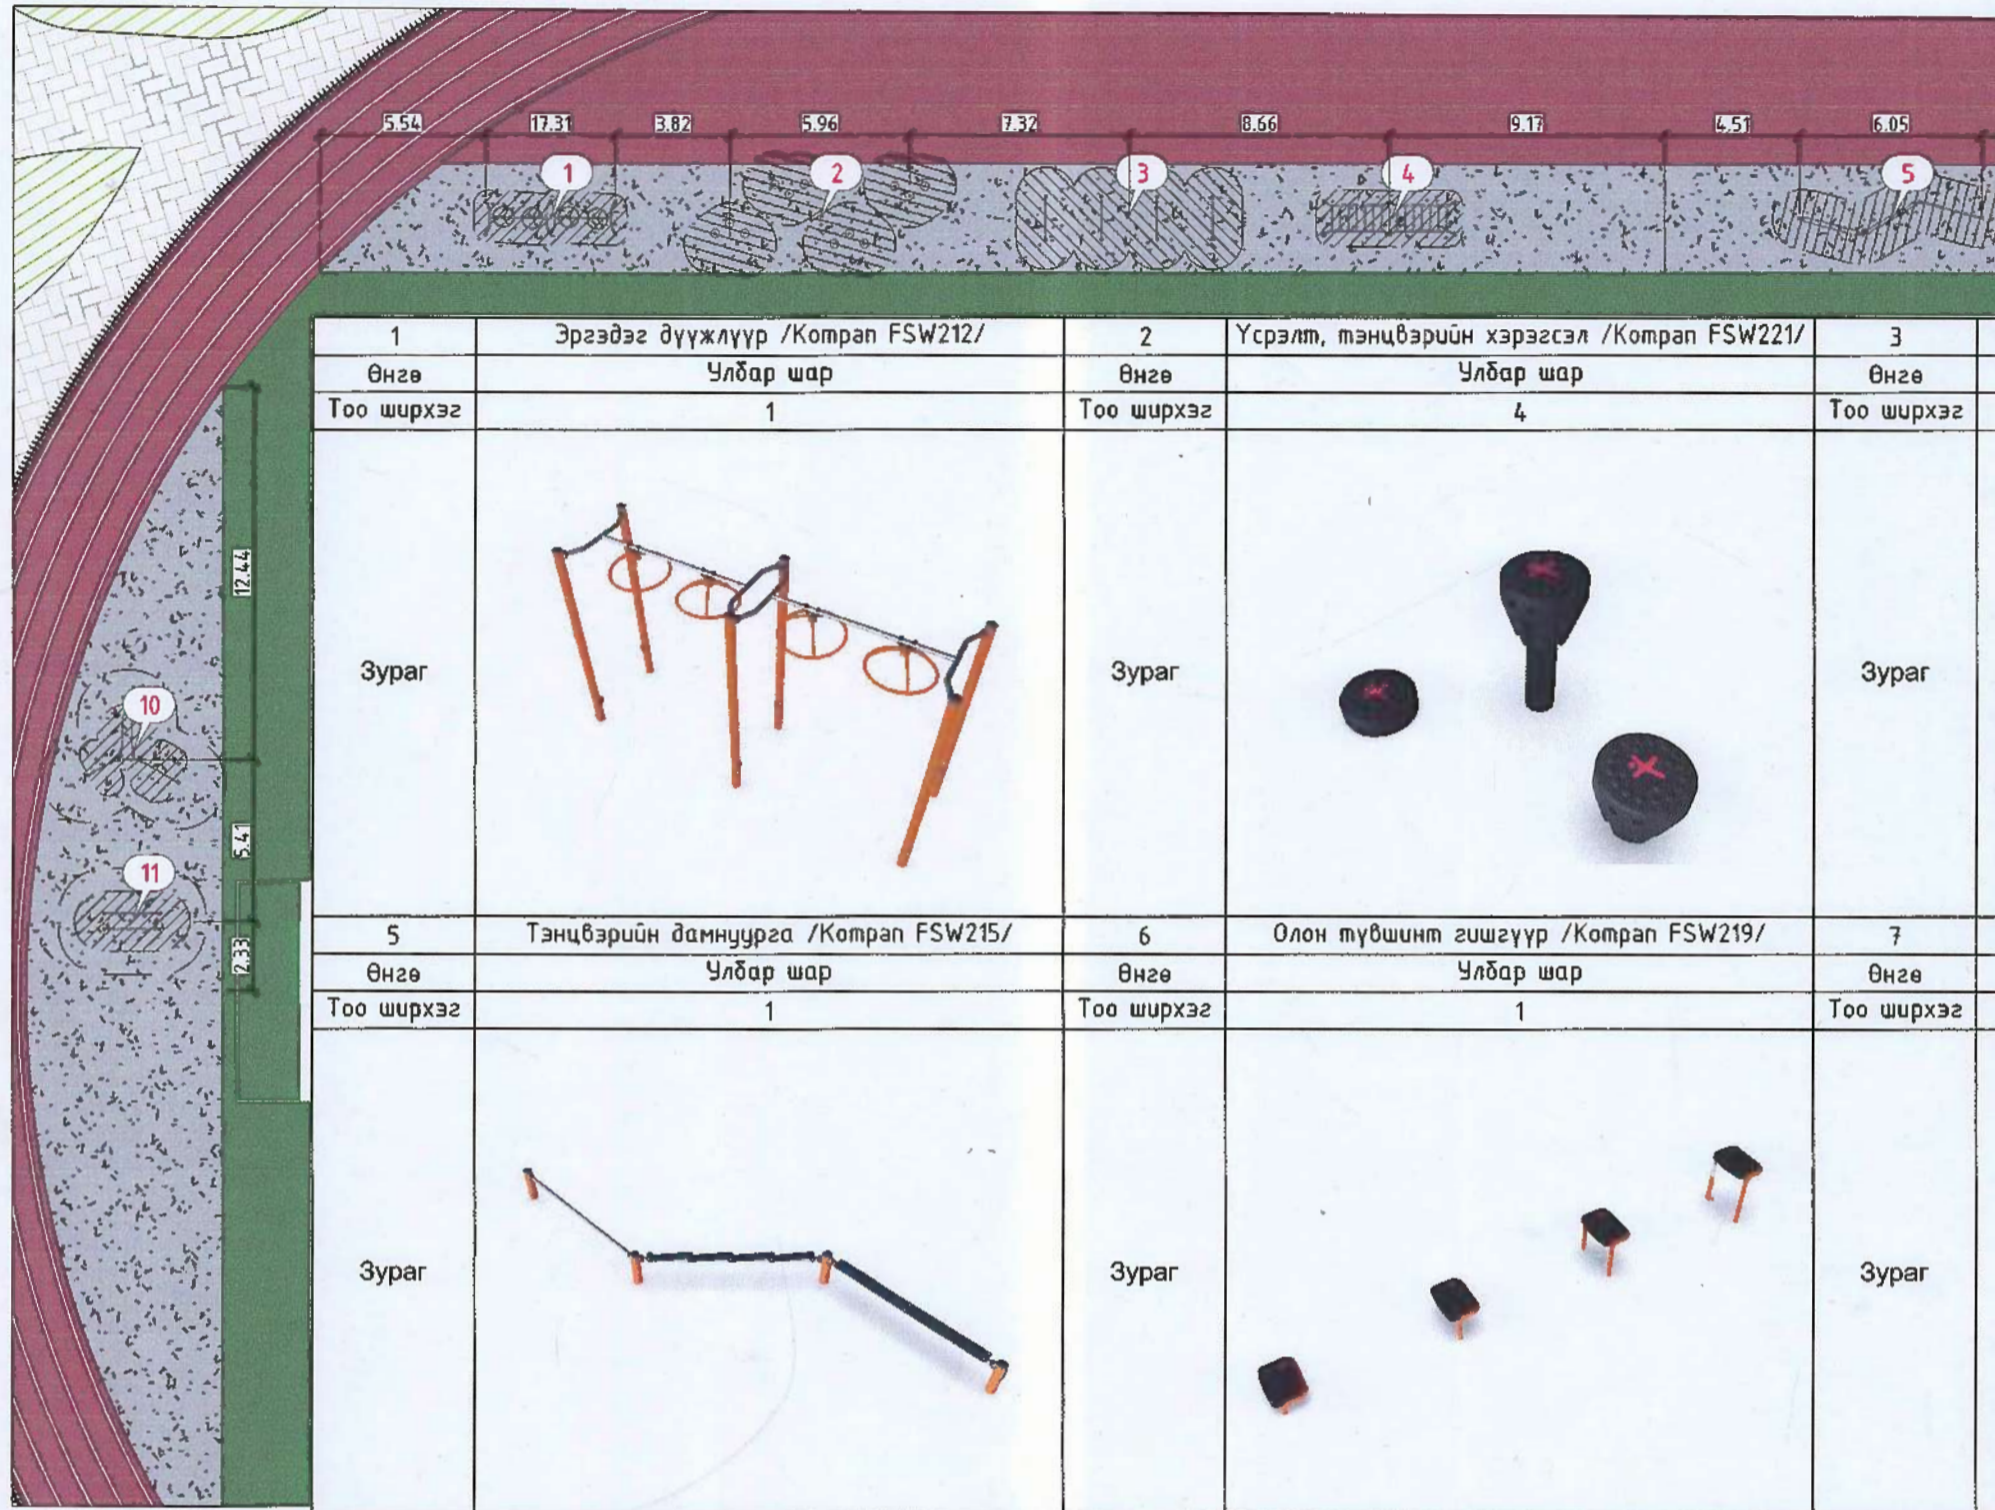 5.54 17.31 3.82 5.96 7.32 8.66 9.17 4.51 6.05
1 2 3 4 5
1 Эргэдэг дүүжлүүр /Kompan FSW212/ 2 Үсрэлт, тэнцвэрийн хэрэгсэл /Kompan FSW221/ 3
Өнгө Улбар шар Өнгө Улбар шар Өнгө
Тоо ширхэг 1 Тоо ширхэг 4 Тоо ширхэг
12.44
Зураг Зураг Зураг
10
5.41
11
2.33
5 Тэнцвэрийн дамнуурга /Kompan FSW215/ 6 Олон түвшинт гишгүүр /Kompan FSW219/ 7
Өнгө Улбар шар Өнгө Улбар шар Өнгө
Тоо ширхэг 1 Тоо ширхэг 1 Тоо ширхэг
Зураг Зураг Зураг